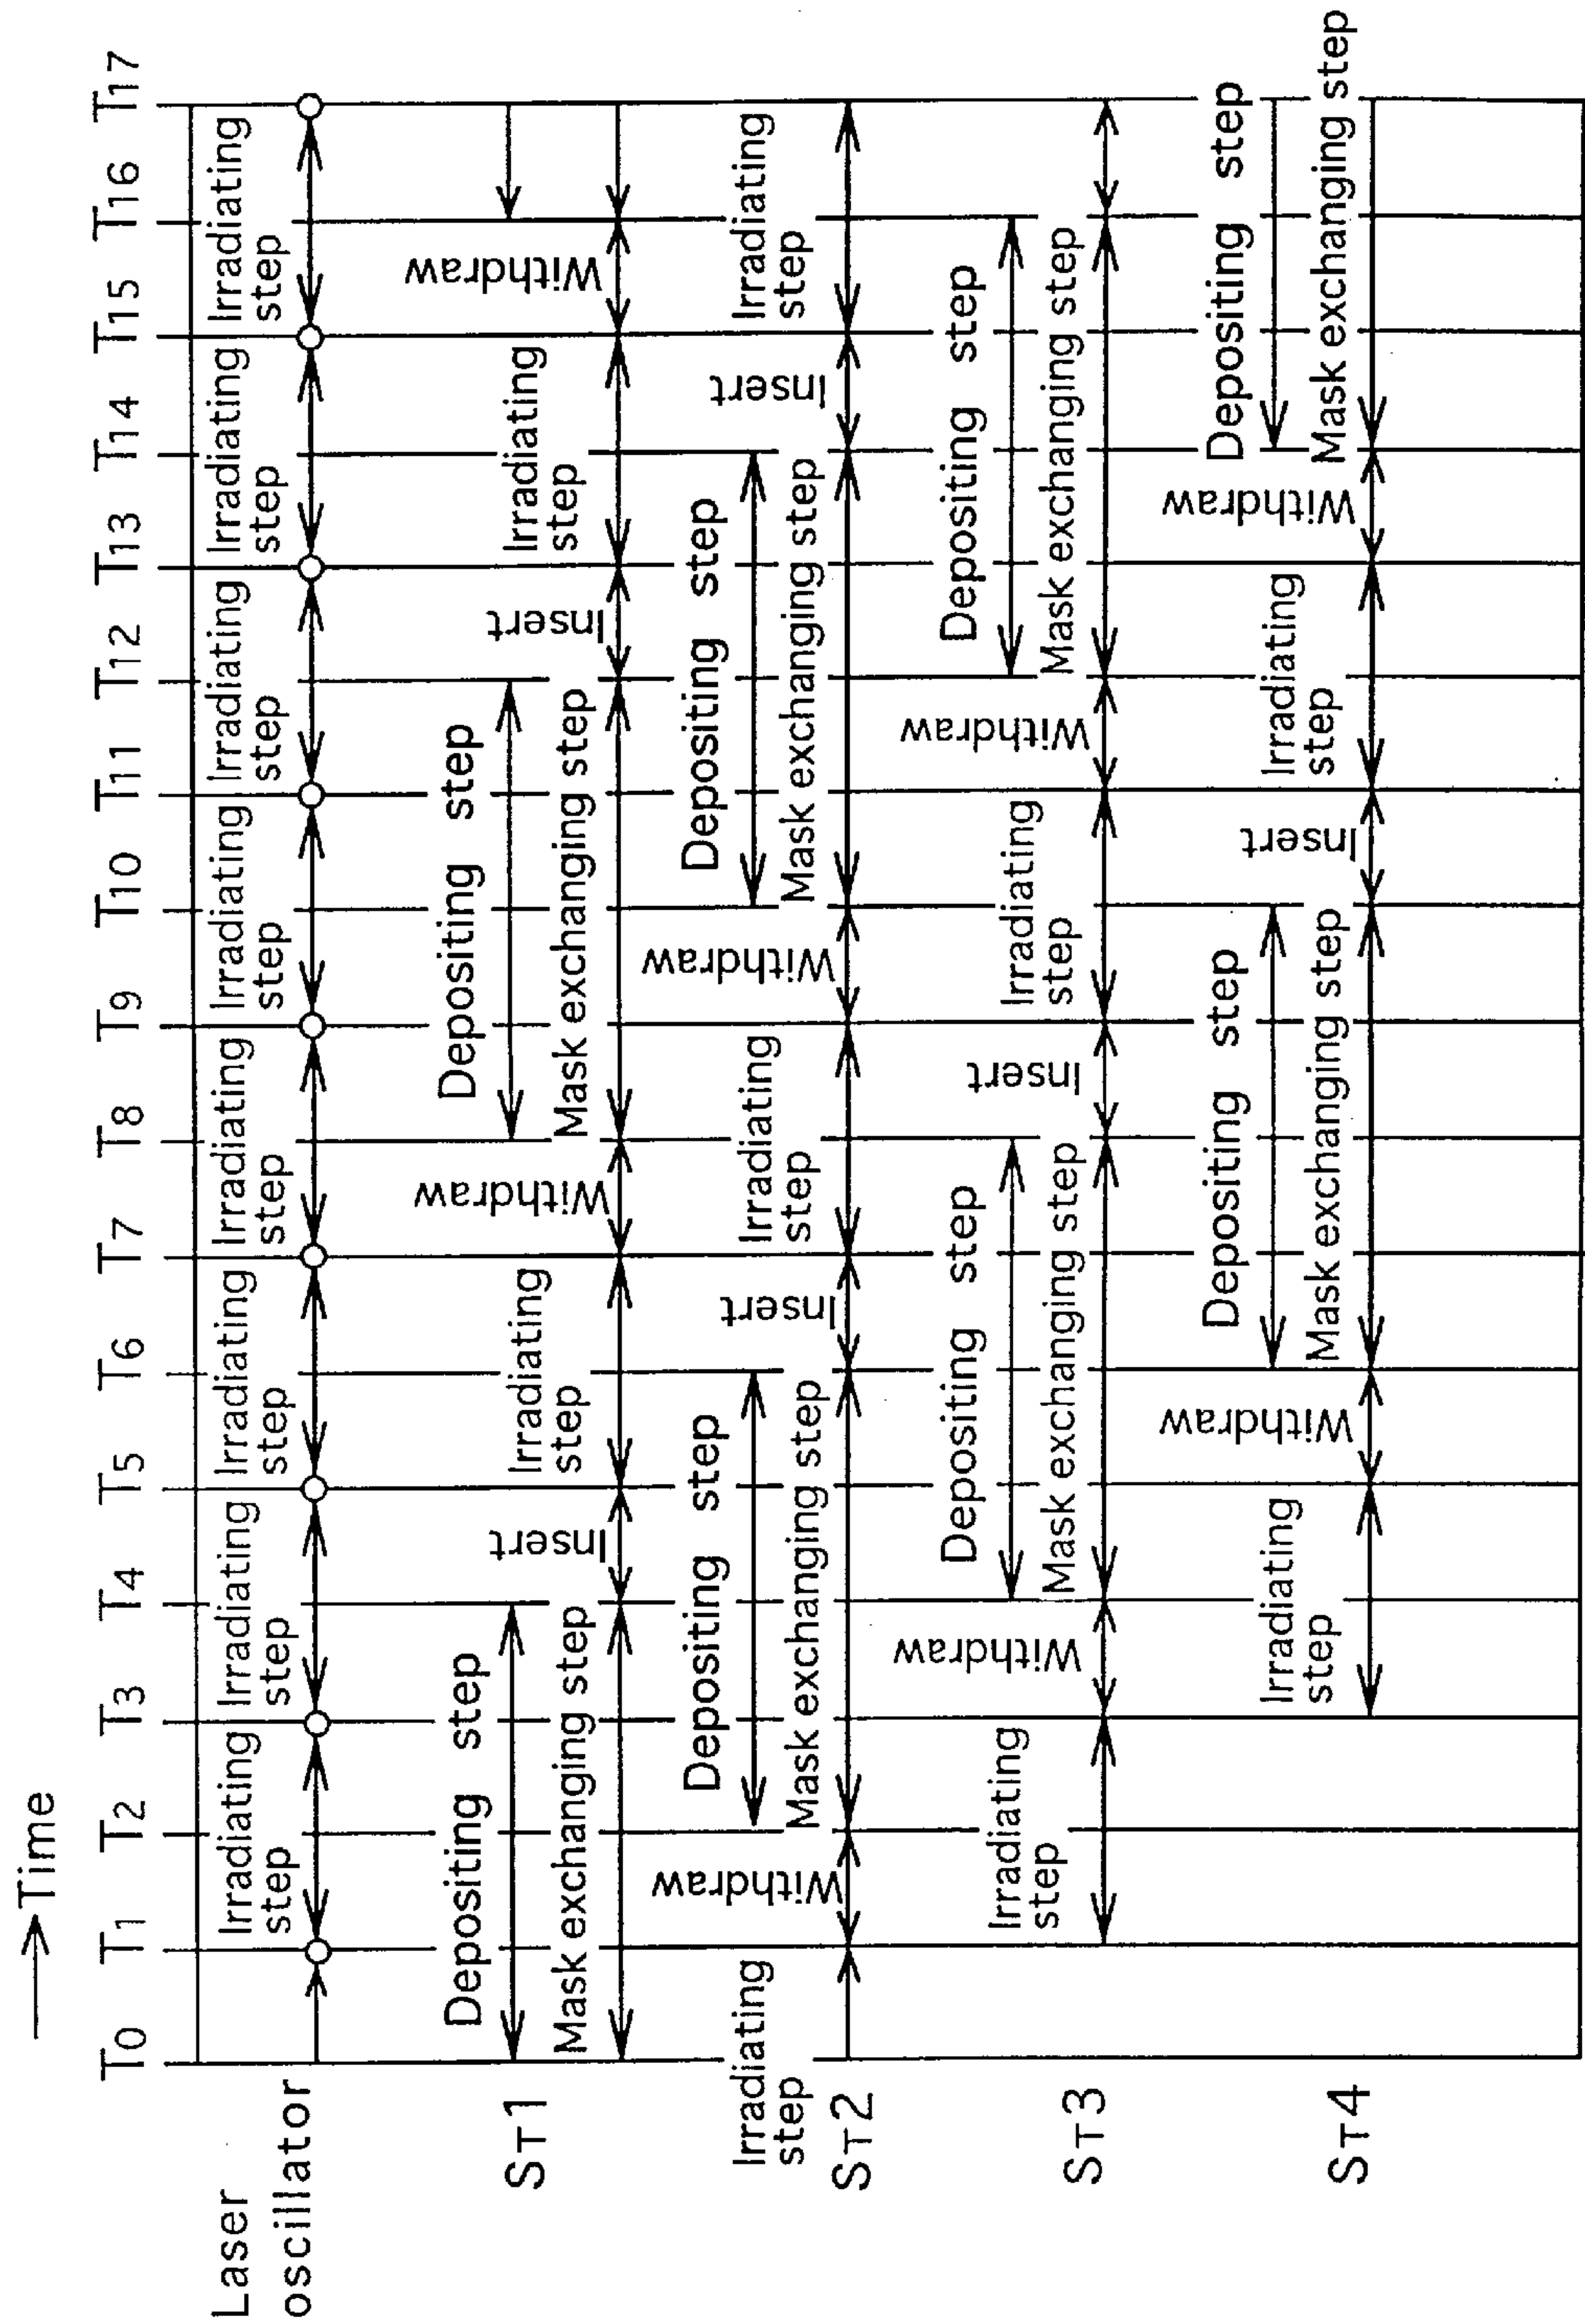 Time
T0 T1 T2 T3 T4 T5 T6 T7 T8 T9 T10 T11 T12 T13 T14 T15 T16 T17
Laser
oscillator
Irradiating
step
Irradiating
step
Irradiating
step
Irradiating
step
Irradiating
step
Irradiating
step
Irradiating
step
Irradiating
step
ST1
Depositing step
Mask exchanging step
Insert
Irradiating
step
Withdraw
Depositing step
Mask exchanging step
Insert
Irradiating
step
Withdraw
ST2
Irradiating
step
Withdraw
Depositing step
Mask exchanging step
Insert
Irradiating
step
Withdraw
Depositing step
Mask exchanging step
Insert
Irradiating
step
ST3
Irradiating
step
Withdraw
Depositing step
Mask exchanging step
Insert
Irradiating
step
Withdraw
Depositing step
Mask exchanging step
ST4
Irradiating
step
Withdraw
Depositing step
Mask exchanging step
Insert
Irradiating
step
Withdraw
Depositing step
Mask exchanging step